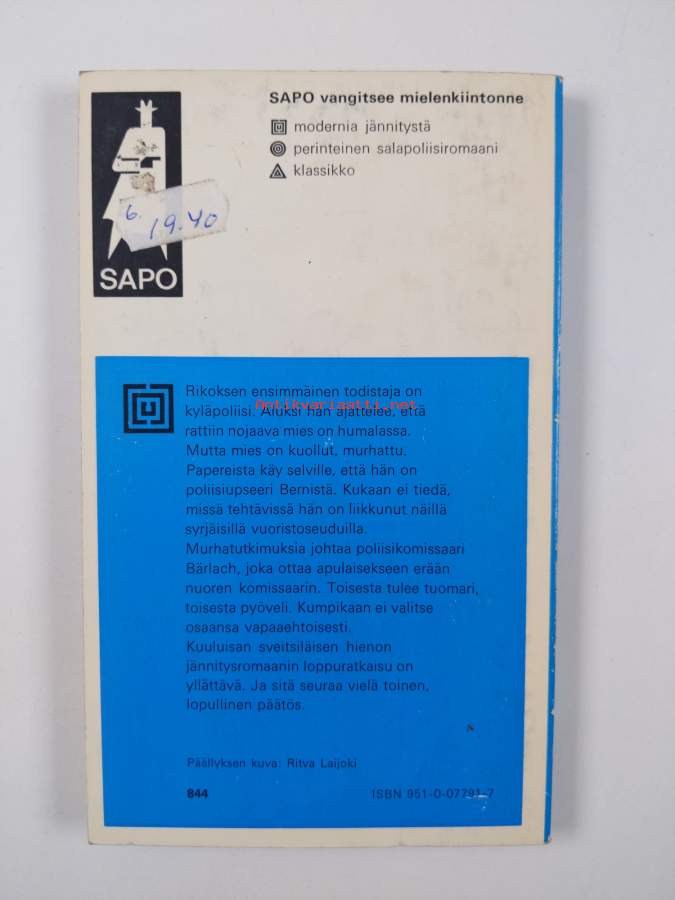 SAPO vangitsee mielenkiintonne
modernia jännitystä
perinteinen salapoliisiromaani
klassikko
6. 19.40
SAPO
Rikoksen ensimmäinen todistaja on
kyläpoliisi. Aluksi hän ajattelee, että
Antikvariaatti.net
rattiin nojaava mies on humalassa.
Mutta mies on kuollut, murhattu.
Papereista käy selville, että hän on
poliisiupseeri Bernistä. Kukaan ei tiedä,
missä tehtävissä hän on liikkunut näillä
syrjäisillä vuoristoseuduilla.
Murhatutkimuksia johtaa poliisikomissaari
Bärlach, joka ottaa apulaisekseen erään
nuoren komissaarin. Toisesta tulee tuomari,
toisesta pyöveli. Kumpikaan ei valitse
osaansa vapaaehtoisesti.
Kuuluisan sveitsiläisen hienon
jännitysromaanin loppuratkaisu on
yllättävä. Ja sitä seuraa vielä toinen,
lopullinen päätös.
Päällyksen kuva: Ritva Laijoki
844
ISBN 951-0-07791-7